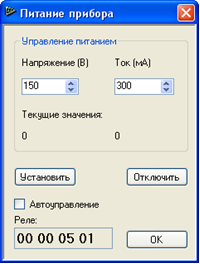 Питание прибора
Управление питанием
Напряжение (В) Ток (мА)
150 300
Текущие значения:
0 0
Установить Отключить
Автоуправление
Реле:
00 00 05 01 OK